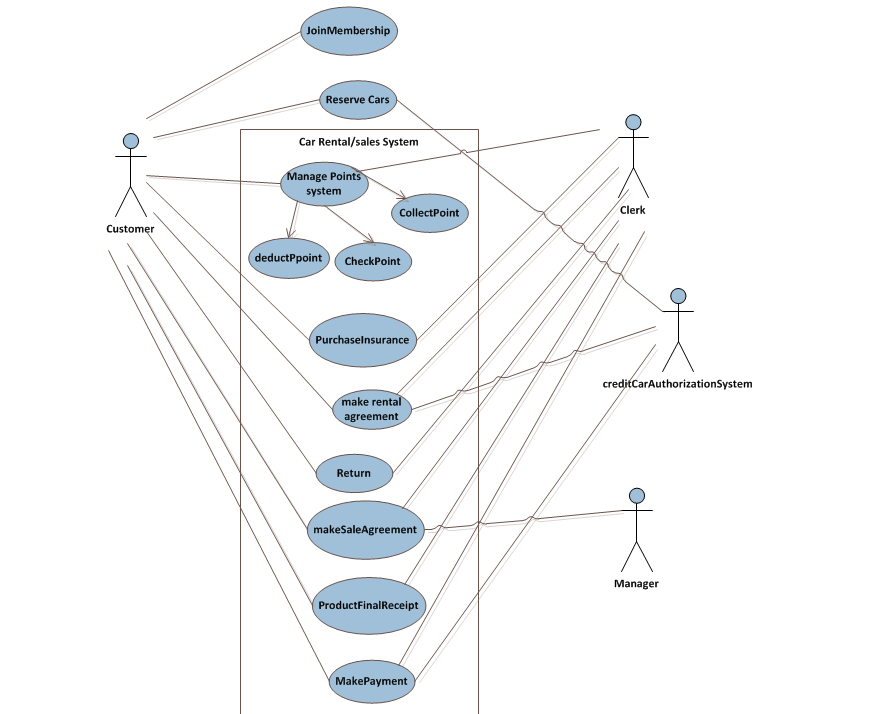 JoinMembership
Reserve Cars
Car Rental/sales System
Manage Points
system
CollectPoint
Clerk
Customer
deductPpoint
CheckPoint
PurchaseInsurance
creditCarAuthorizationSystem
make rental
agreement
Return
makeSaleAgreement
Manager
ProductFinalReceipt
MakePayment